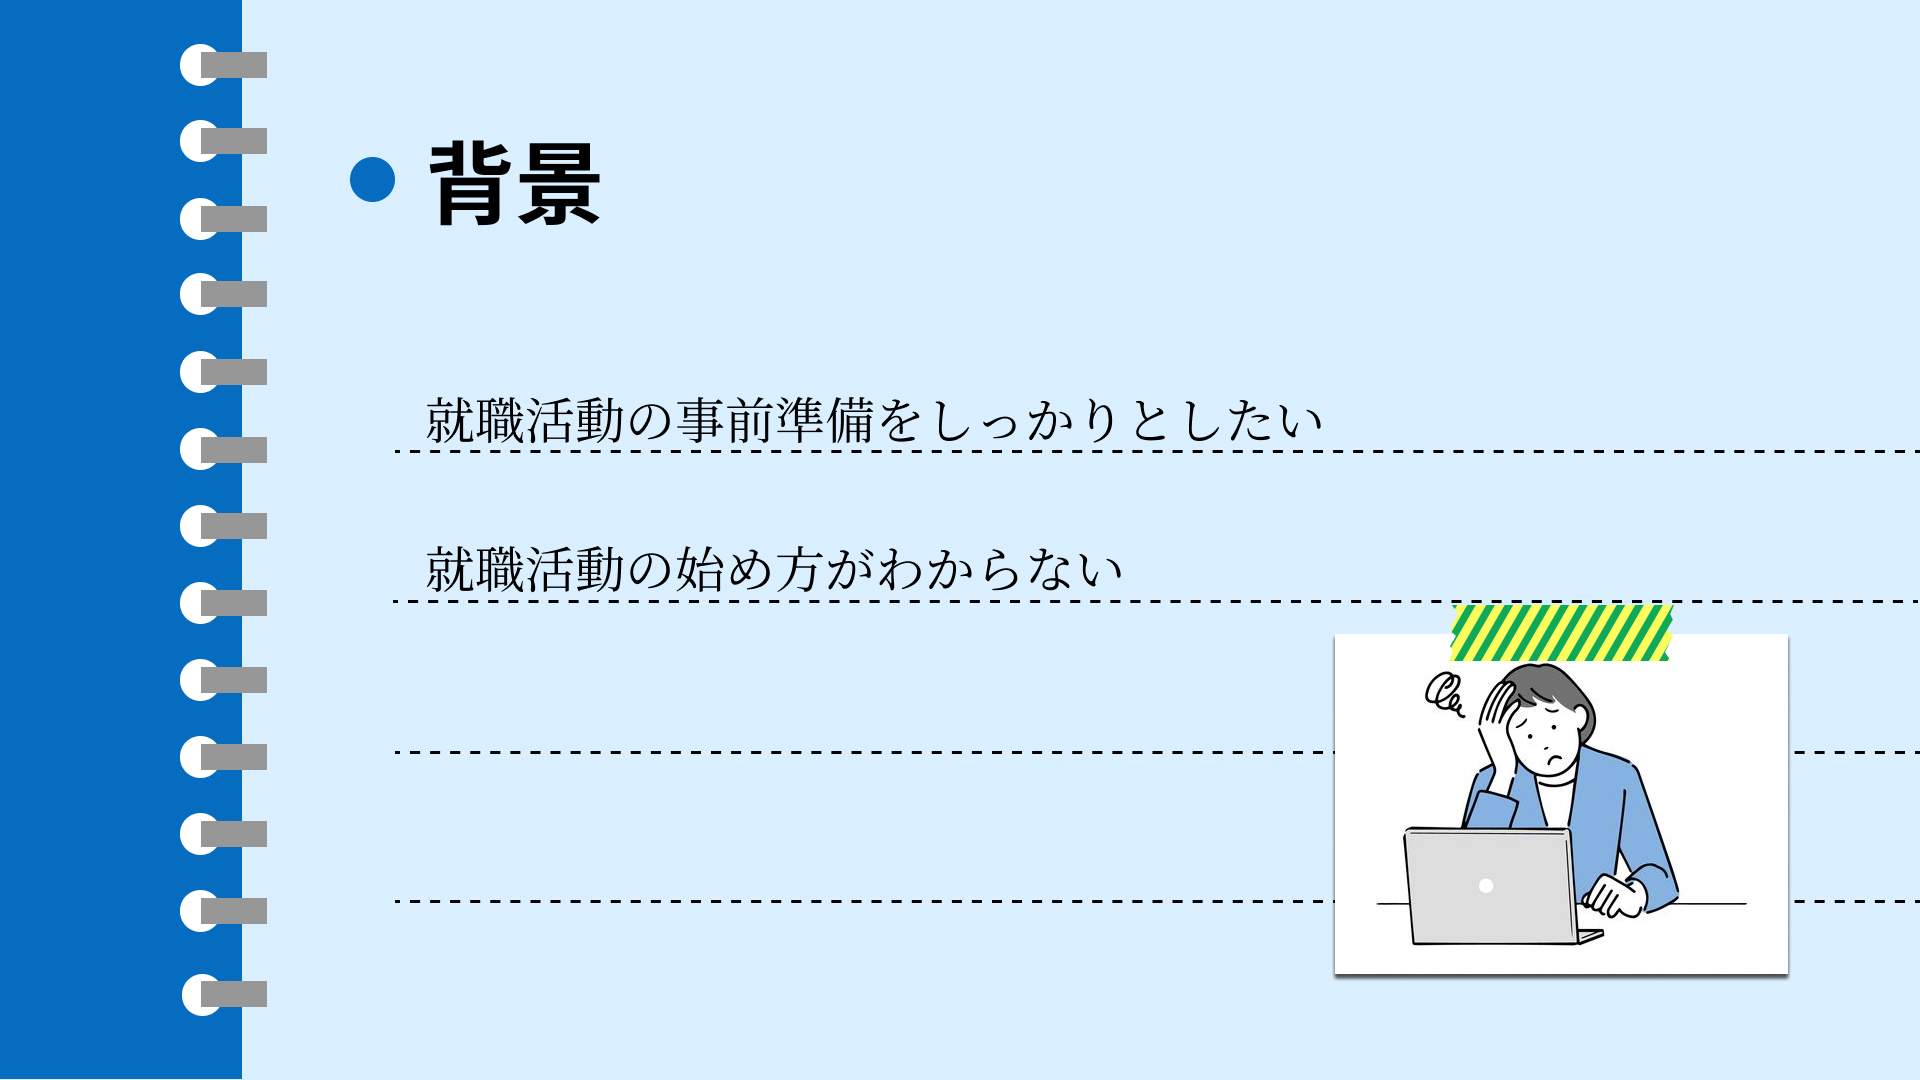 背景
就職活動の事前準備をしっかりとしたい
就職活動の始め方がわからない